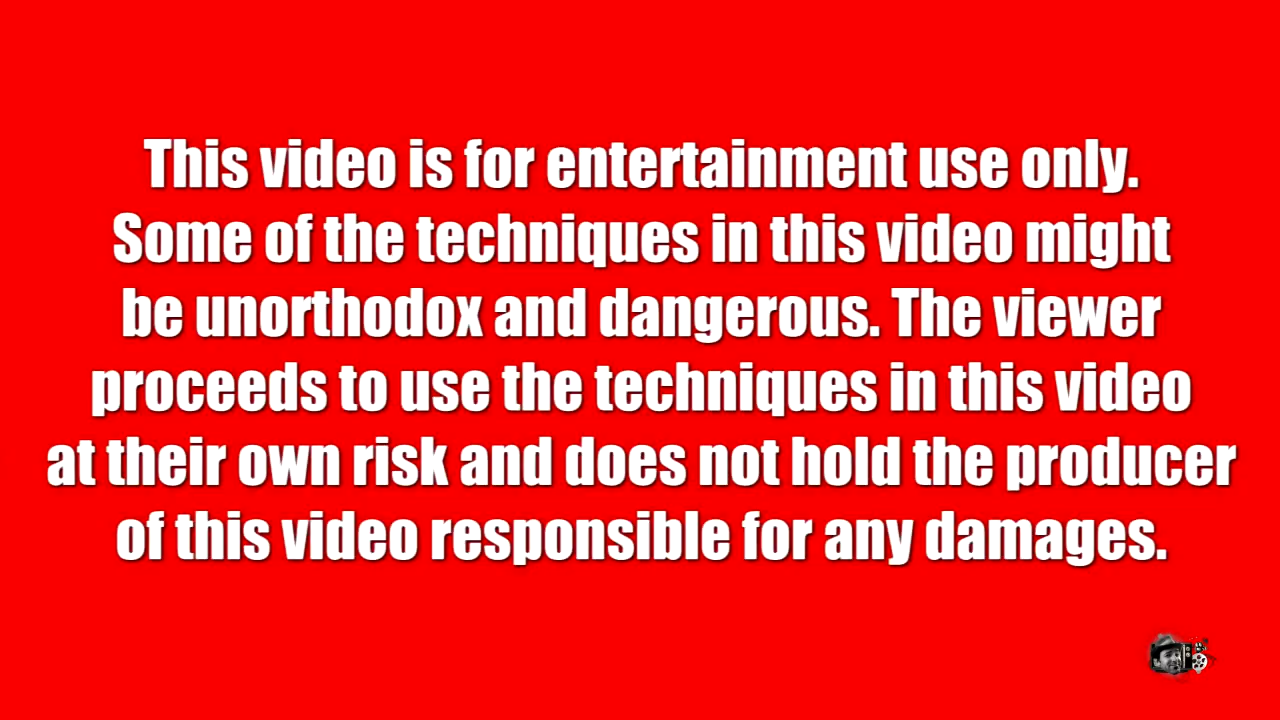 This video is for entertainment use only.
Some of the techniques in this video might
be unorthodox and dangerous. The viewer
proceeds to use the techniques in this video
at their own risk and does not hold the producer
of this video responsible for any damages.